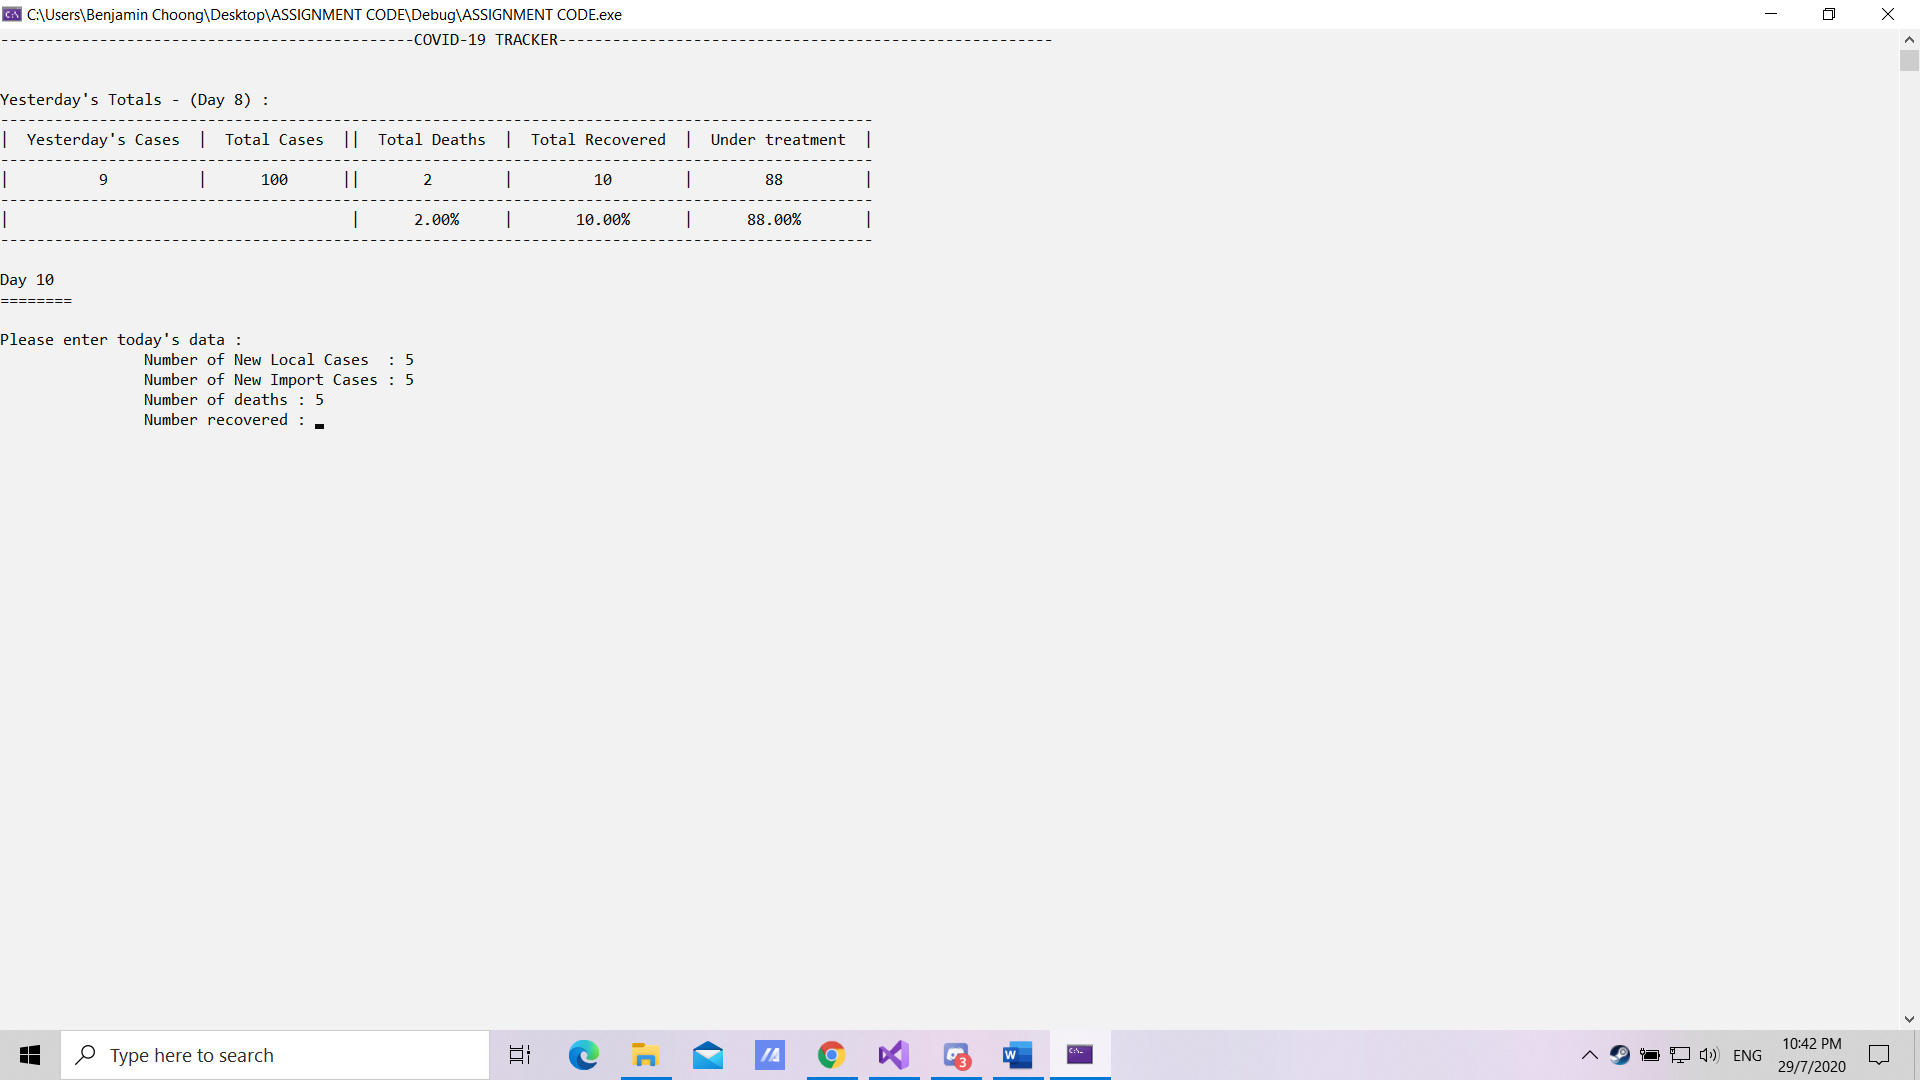 C:\Users\Benjamin Choong\Desktop\ASSIGNMENT CODE\Debug\ASSIGNMENT CODE.exe
----------------------------------------------COVID-19 TRACKER-------------------------------------------------------
Yesterday's Totals - (Day 8) :
-------------------------------------------------------------------------------------------------
|  Yesterday's Cases  |  Total Cases  ||  Total Deaths  |  Total Recovered  |  Under treatment  |
-------------------------------------------------------------------------------------------------
|          9          |      100      ||       2        |         10        |        88         |
-------------------------------------------------------------------------------------------------
|                                      |      2.00%     |       10.00%      |      88.00%       |
-------------------------------------------------------------------------------------------------
Day 10
========
Please enter today's data :
Number of New Local Cases  : 5
Number of New Import Cases : 5
Number of deaths : 5
Number recovered :
Type here to search
3
ENG
10:42 PM
29/7/2020